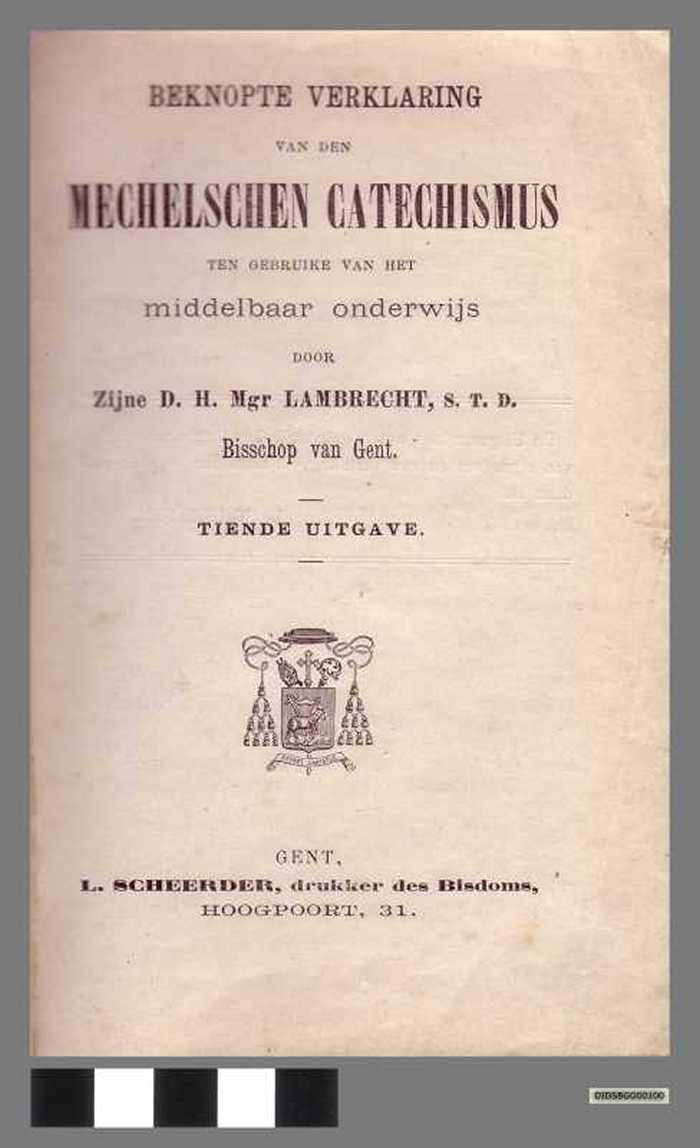 BEKNOPTE VERKLARING
VAN DEN
MECHELSCHEN CATECHISMUS
TEN GEBRUIKE VAN HET
middelbaar onderwijs
DOOR
Zijne D. H. Mgr LAMBRECHT, S. T. D.
Bisschop van Gent.
TIENDE UITGAVE.
GENT,
L. SCHEERDER, drukker des Bisdoms,
HOOGPOORT, 31.
DIDSBG000100